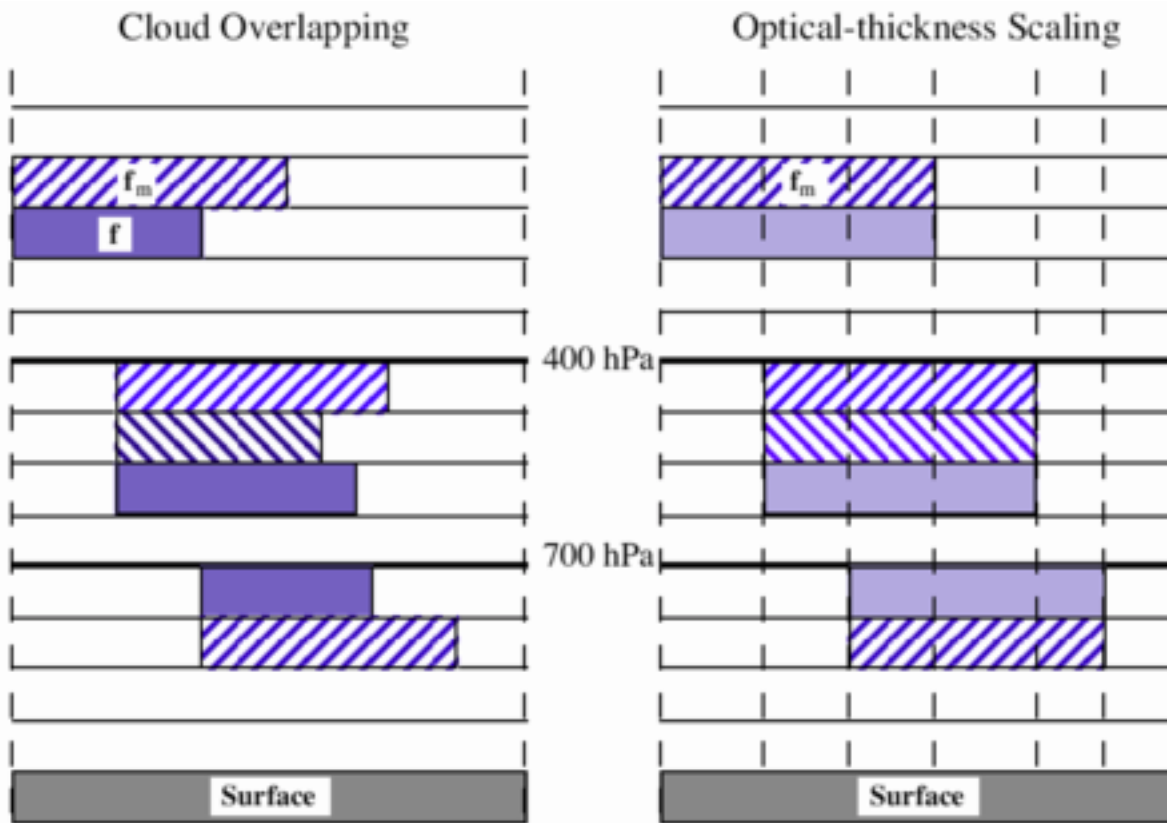 Cloud Overlapping
Optical-thickness Scaling
fm
fm
f
400 hPa
700 hPa
Surface
Surface